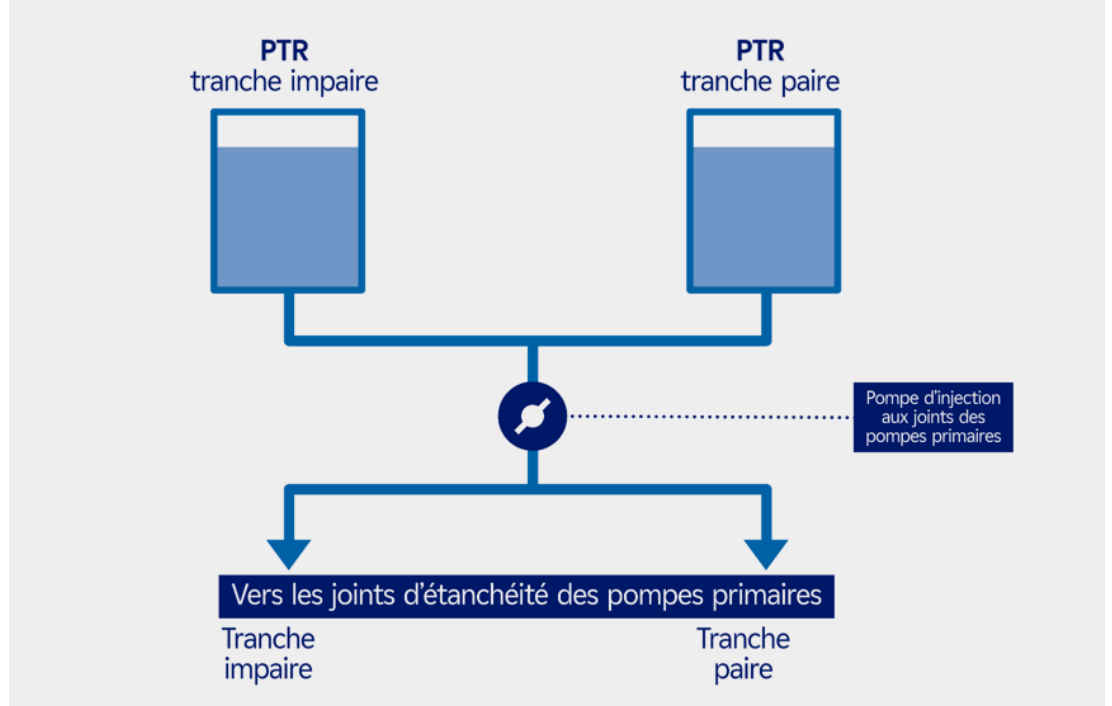 PTR
tranche impaire
PTR
tranche paire
Pompe d'injection
aux joints des
pompes primaires
Vers les joints d'étanchéité des pompes primaires
Tranche
impaire
Tranche
paire